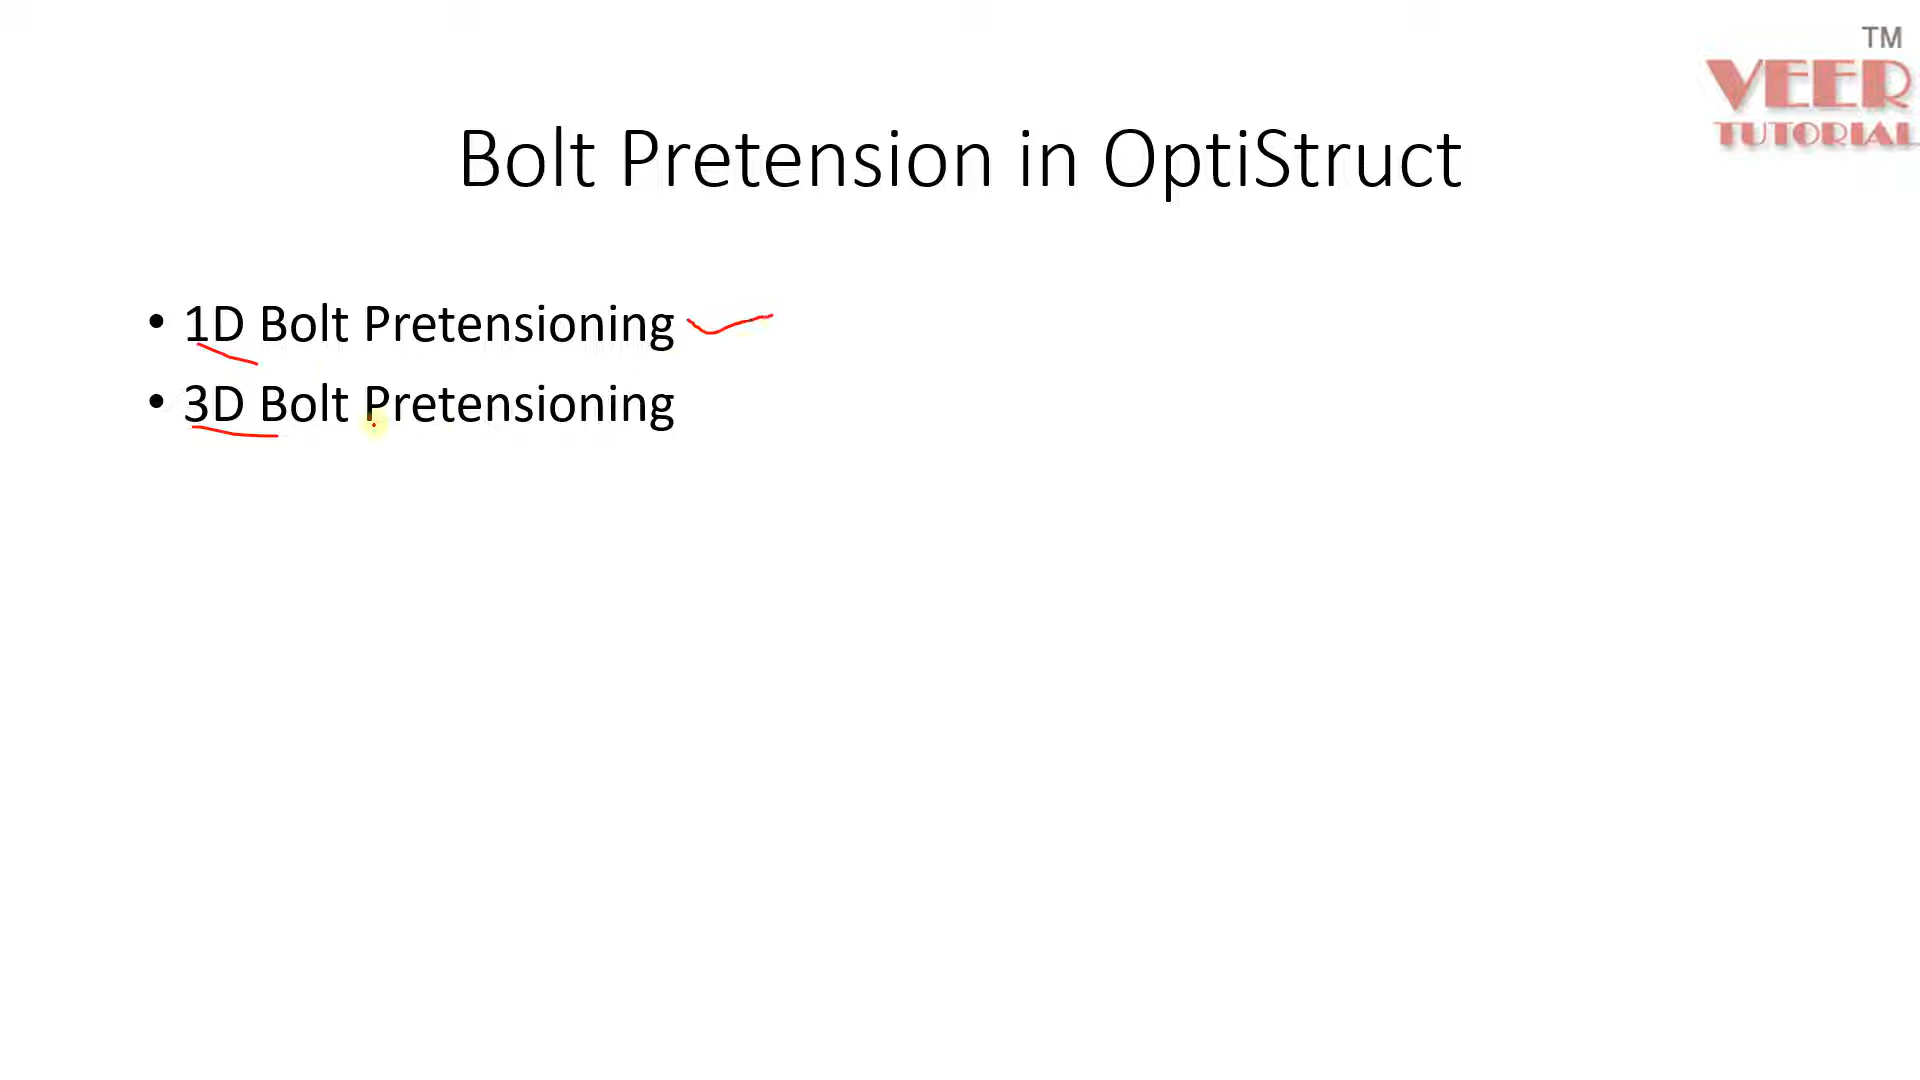 TM
VEER
TUTORIAL
Bolt Pretension in OptiStruct
• 1D Bolt Pretensioning
• 3D Bolt Pretensioning